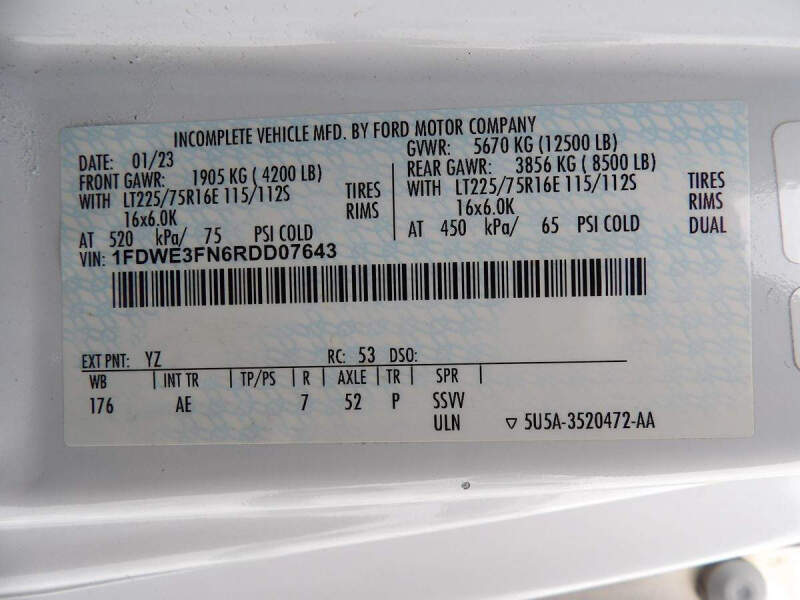 INCOMPLETE VEHICLE MFD. BY FORD MOTOR COMPANY
DATE: 01/23 GVWR: 5670 KG (12500 LB)
FRONT GAWR: 1905 KG ( 4200 LB) REAR GAWR: 3856 KG ( 8500 LB)
WITH LT225/75R16E 115/112S TIRES WITH LT225/75R16E 115/112S TIRES
16x6.0K RIMS 16x6.0K RIMS
AT 520 kPa/ 75 PSI COLD AT 450 kPa/ 65 PSI COLD DUAL
VIN: 1FDWE3FN6RDD07643
EXT PNT: YZ RC: 53 DSO:
WB INT TR TP/PS R AXLE TR SPR
176 AE 7 52 P SSVV
ULN ▽ 5U5A-3520472-AA